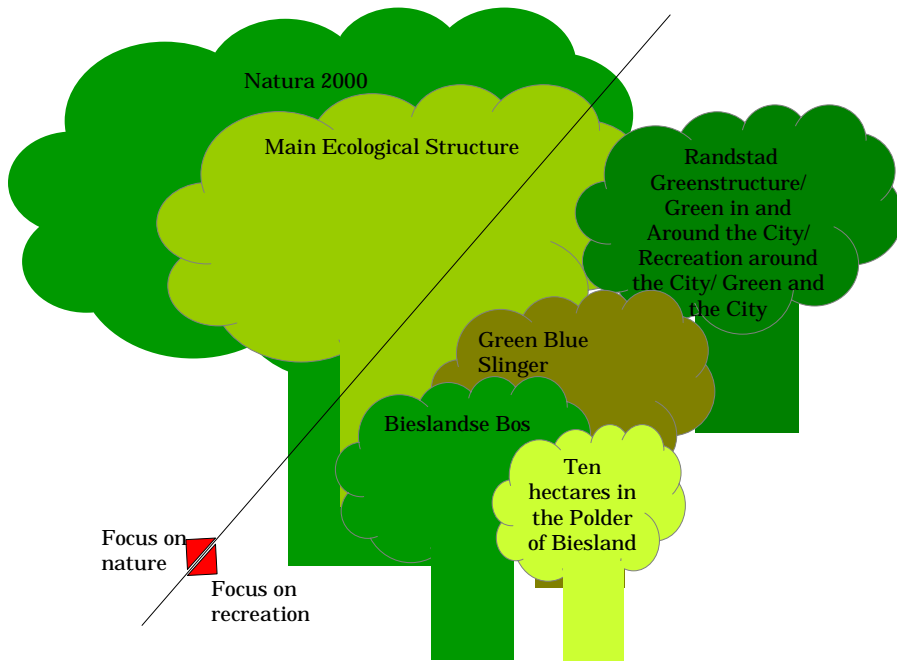 Natura 2000
Main Ecological Structure
Randstad
Greenstructure/
Green in and
Around the City/
Recreation around
the City/ Green and
the City
Green Blue
Slinger
Bieslandse Bos
Ten
hectares in
the Polder
of Biesland
Focus on
nature
Focus on
recreation